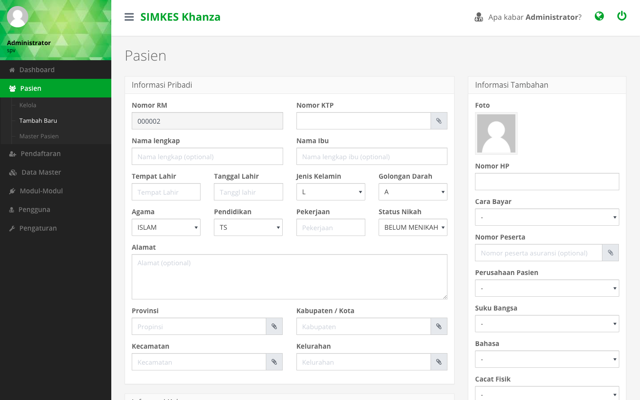 SIMKES Khanza
Apa kabar Administrator?
Administrator
Dashboard
Pasien
Kelola
Tambah Baru
Master Pasien
Pendaftaran
Data Master
Modul-Modul
Pengguna
Pengaturan
Pasien
Informasi Pribadi
Nomor RM
Nomor KTP
000002
Nama lengkap
Nama Ibu
Nama lengkap (optional)
Nama lengkap Ibu (optional)
Tempat Lahir
Tanggal Lahir
Jenis Kelamin
Golongan Darah
Tempat Lahir
Tanggl lahir
L
A
Agama
Pendidikan
Pekerjaan
Status Nikah
ISLAM
TS
Pekerjaan
BELUM MENIKAH
Alamat
Alamat (optional)
Provinsi
Kabupaten / Kota
Propinsi
Kabupaten
Kecamatan
Kelurahan
Kecamatan
Kelurahan
Informasi Tambahan
Foto
Nomor HP
Cara Bayar
-
Nomor Peserta
Nomor peserta asuransi (optional)
Perusahaan Pasien
-
Suku Bangsa
-
Bahasa
-
Cacat Fisik
-